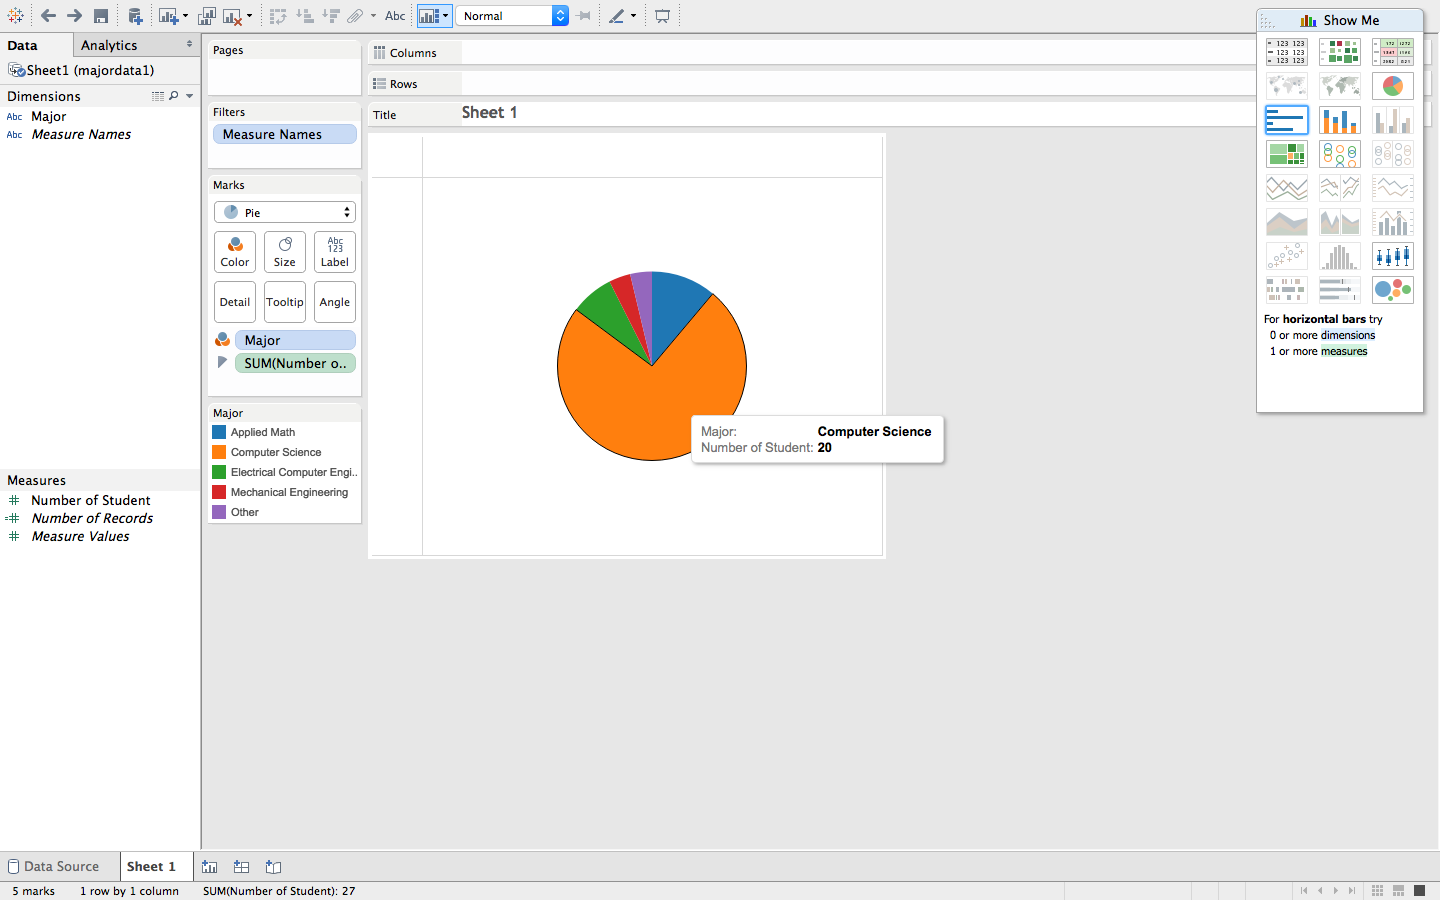 Abc
Normal
Show Me
Data
Analytics
Sheet1 (majordata1)
Dimensions
Abc Major
Abc Measure Names
Measures
Number of Student
Number of Records
Measure Values
Pages
Filters
Measure Names
Marks
Pie
Color
Size
Abc
123
Label
Detail
Tooltip
Angle
Major
SUM(Number o..
Major
Applied Math
Computer Science
Electrical Computer Engi..
Mechanical Engineering
Other
Columns
Rows
Title
Sheet 1
Major: Computer Science
Number of Student: 20
For horizontal bars try
0 or more dimensions
1 or more measures
Data Source
Sheet 1
5 marks
1 row by 1 column
SUM(Number of Student): 27